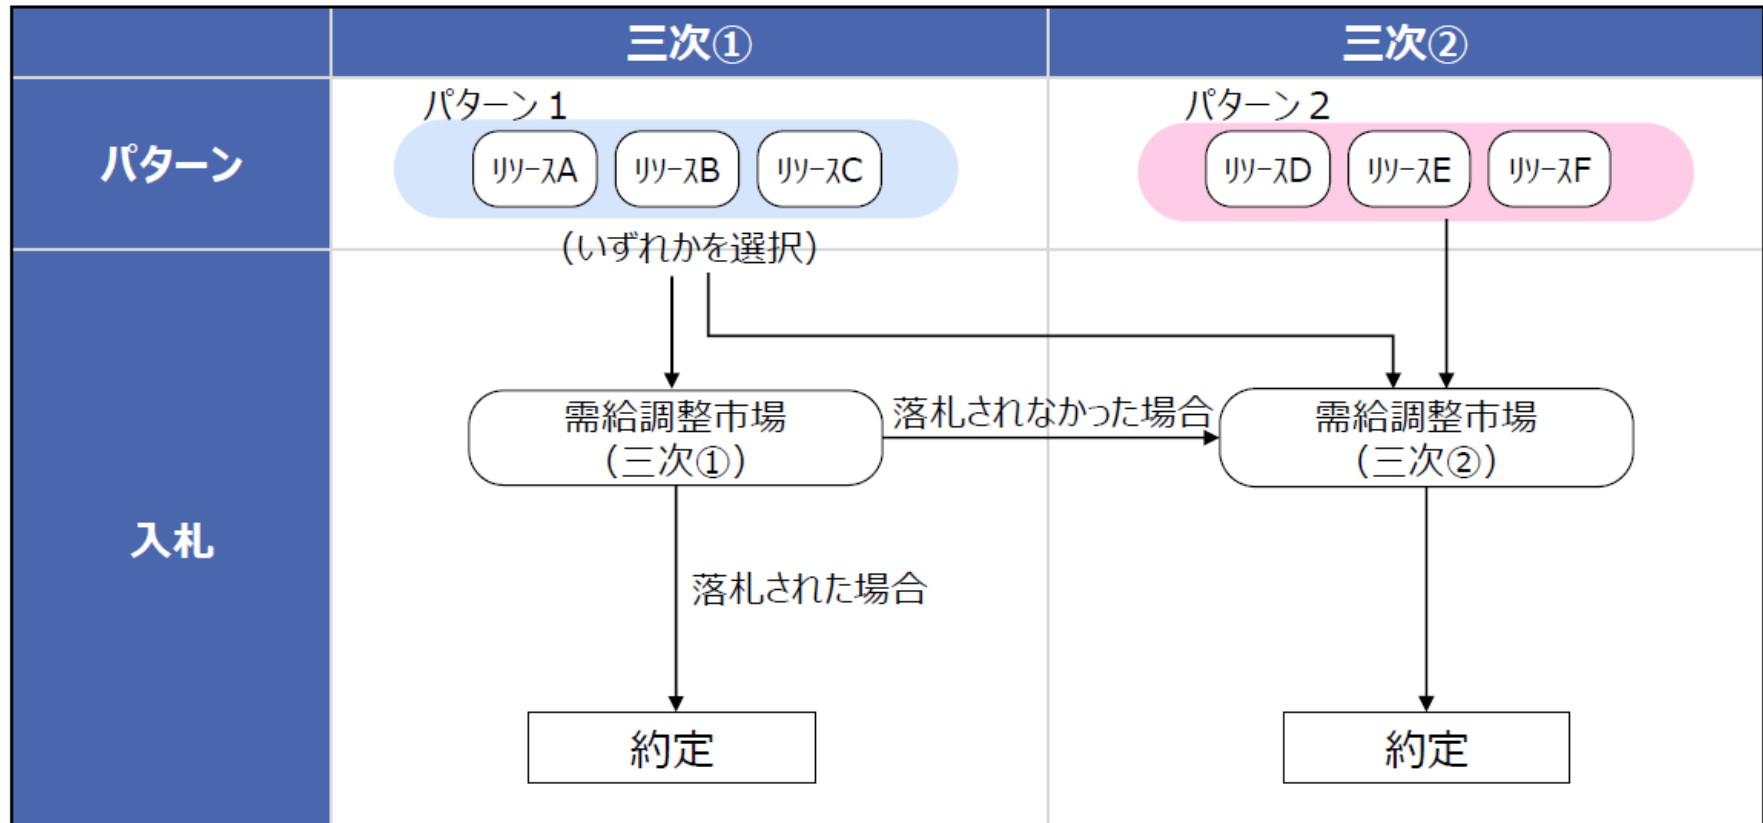 三次①
三次②
パターン
パターン１
リソースA
リソースB
リソースC
パターン２
リソースD
リソースE
リソースF
（いずれかを選択）
入札
需給調整市場
（三次①）
落札されなかった場合
需給調整市場
（三次②）
落札された場合
約定
約定